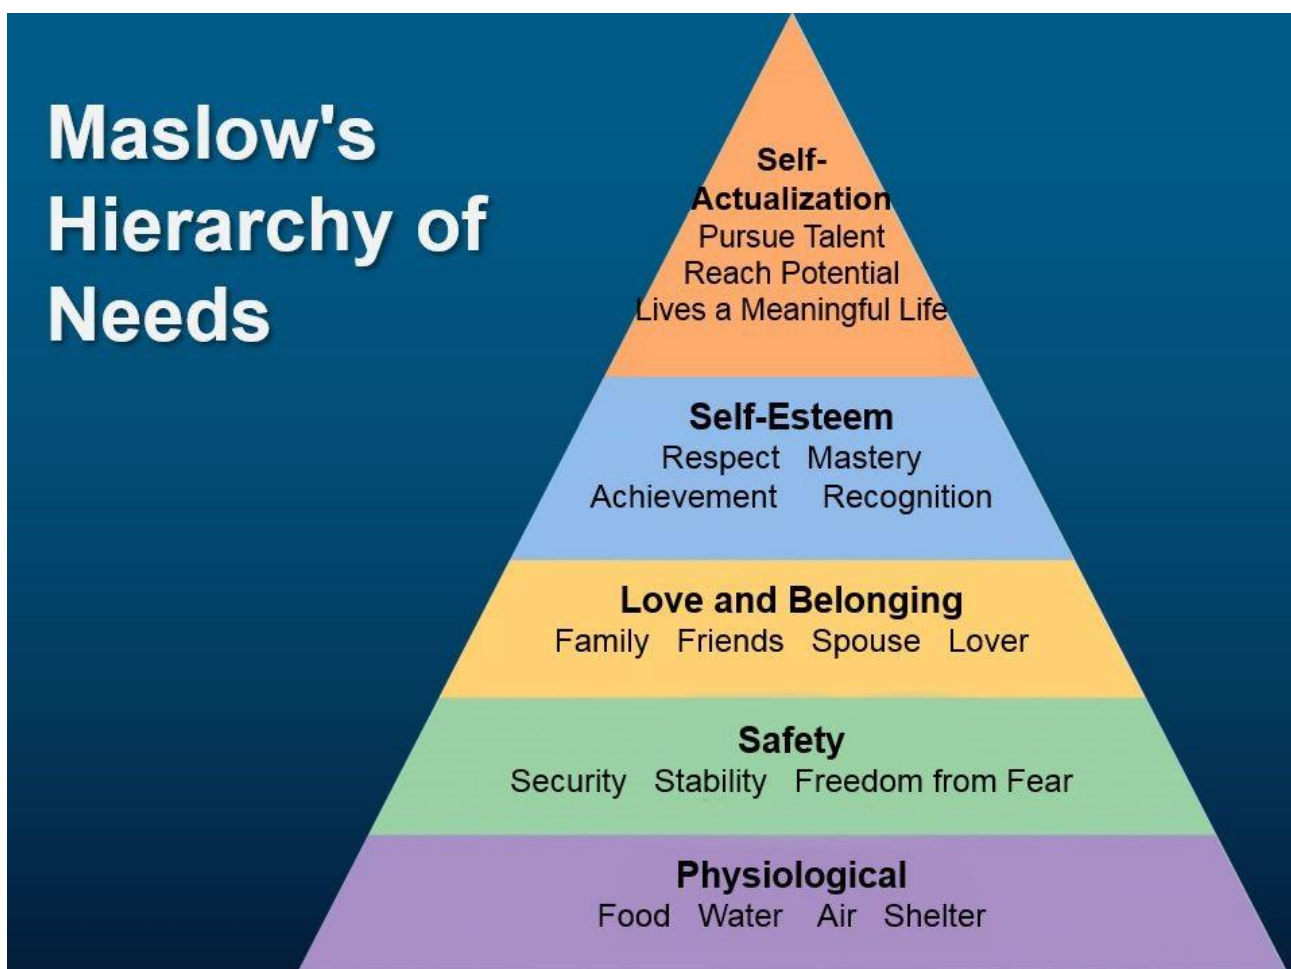 Maslow's
Hierarchy of
Needs
Self-
Actualization
Pursue Talent
Reach Potential
Lives a Meaningful Life
Self-Esteem
Respect Mastery
Achievement Recognition
Love and Belonging
Family Friends Spouse Lover
Safety
Security Stability Freedom from Fear
Physiological
Food Water Air Shelter